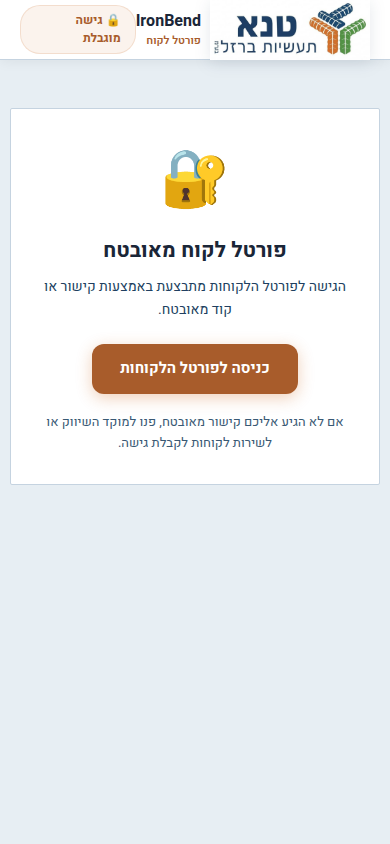 טנא
תעשיות ברזל
IronBend
פורטל לקוח
🔒 גישה
מוגבלת
פורטל לקוח מאובטח
הגישה לפורטל הלקוחות מתבצעת באמצעות קישור או
קוד מאובטח.
כניסה לפורטל הלקוחות
אם לא הגיע אליכם קישור מאובטח, פנו למוקד השיווק או
לשירות לקוחות לקבלת גישה.